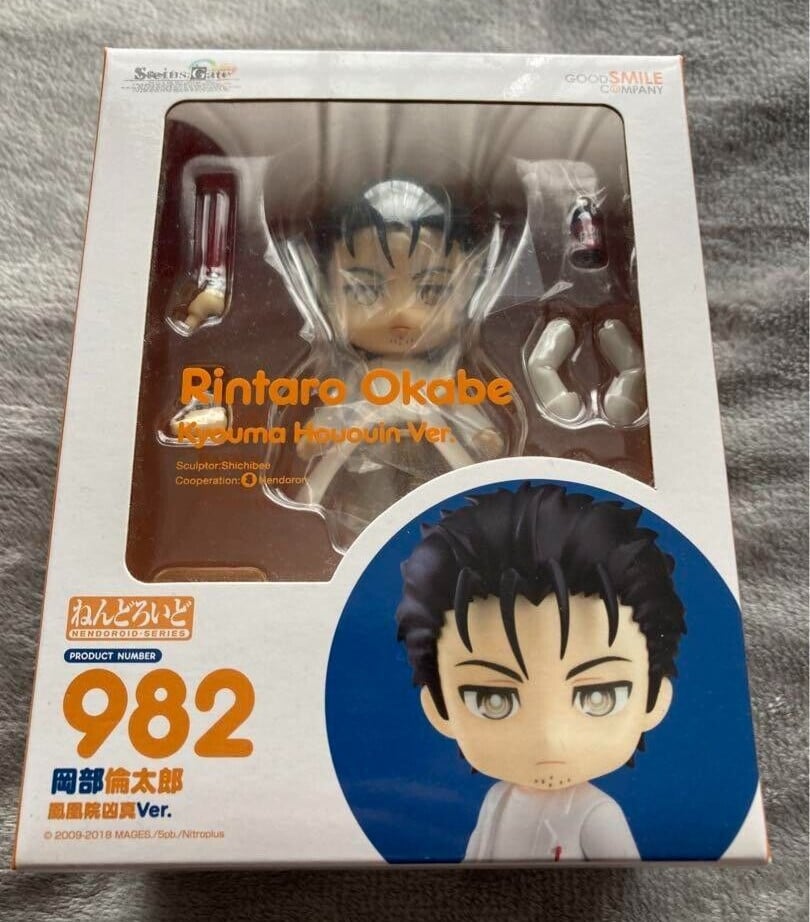 Steins;Gate
GOOD SMILE
COMPANY
Rintaro Okabe
Kyouma Hououin Ver.
Sculptor:Shichibee
Cooperation: Nendoron
ねんどろいど
NENDOROID·SERIES
PRODUCT NUMBER
982
岡部倫太郎
鳳凰院凶真Ver.
© 2009-2018 MAGES./5pb./Nitroplus